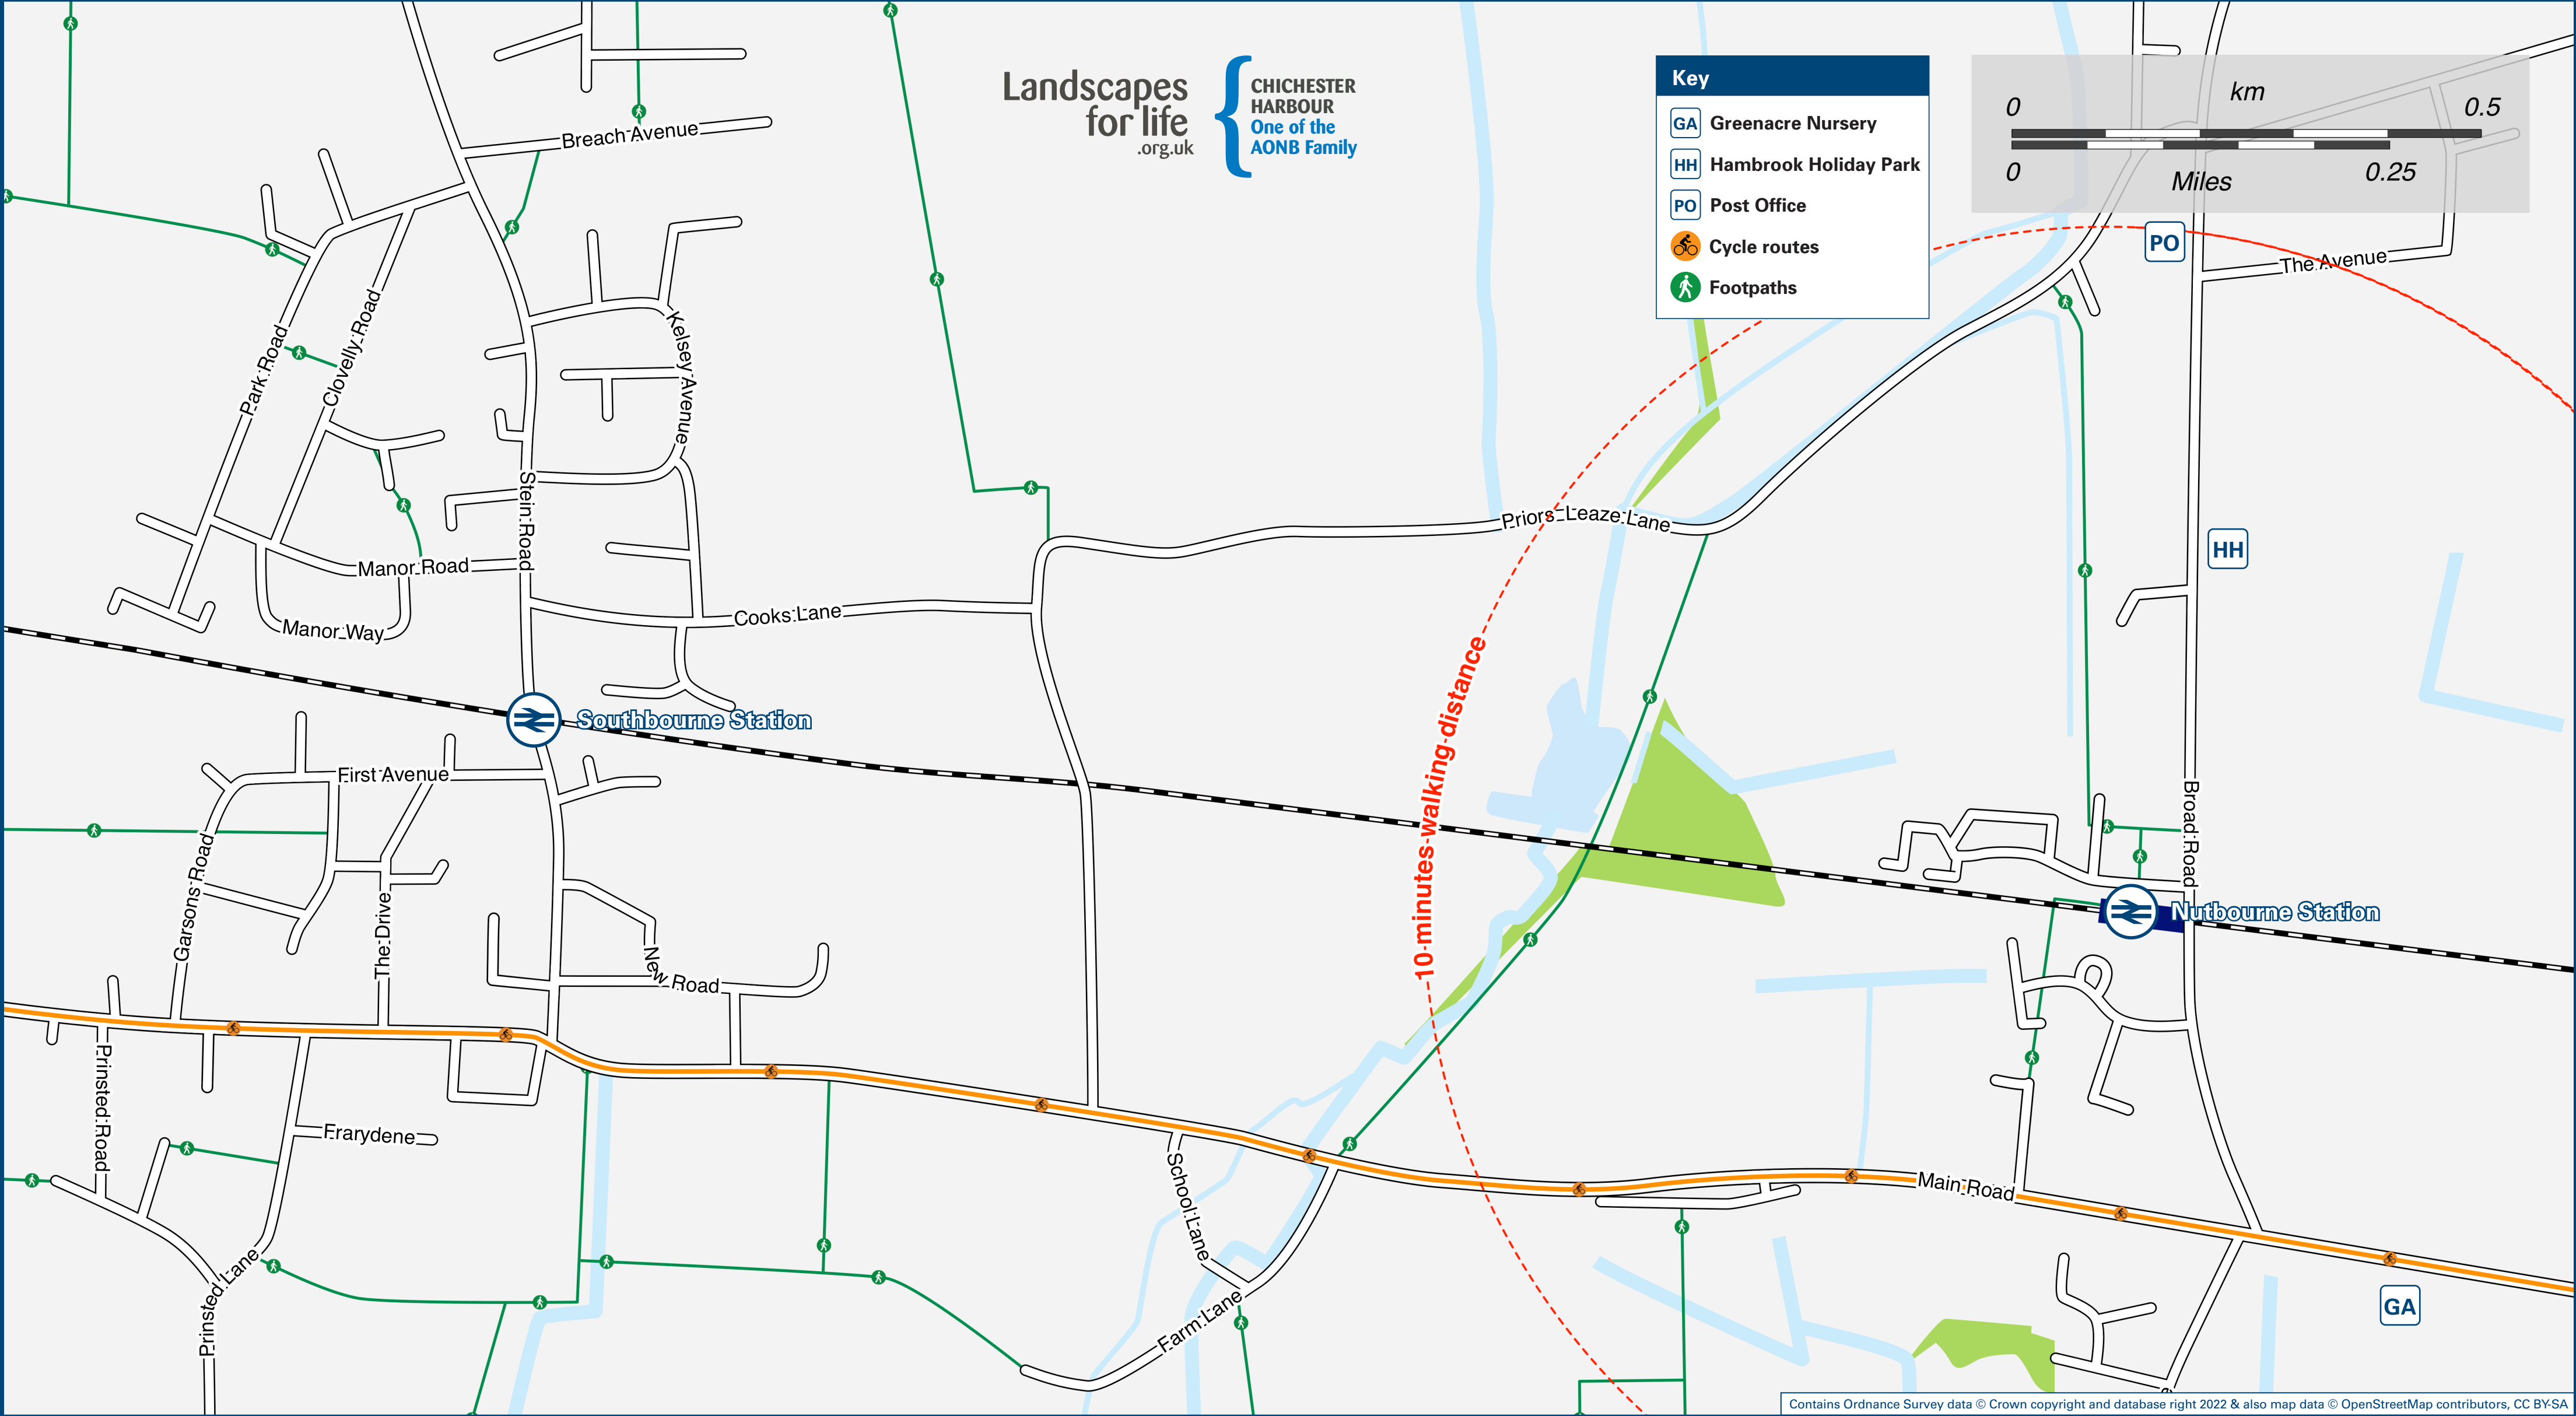 Landscapes
for life
.org.uk
CHICHESTER
HARBOUR
One of the
AONB Family
Key
GA Greenacre Nursery
HH Hambrook Holiday Park
PO Post Office
Cycle routes
Footpaths
0 km 0.5
0 Miles 0.25
Breach Avenue
PO
The Avenue
Park Road
Clovelly Road
Kelsey Avenue
Stein Road
Priors Leaze Lane
HH
Manor Road
Manor Way
Cooks Lane
10 minutes walking distance
Southbourne Station
First Avenue
Broad Road
Garsons Road
The Drive
New Road
Nutbourne Station
Prinsted Road
Frarydene
School Lane
Main Road
Prinsted Lane
Farm Lane
GA
Contains Ordnance Survey data © Crown copyright and database right 2022 & also map data © OpenStreetMap contributors, CC BY-SA